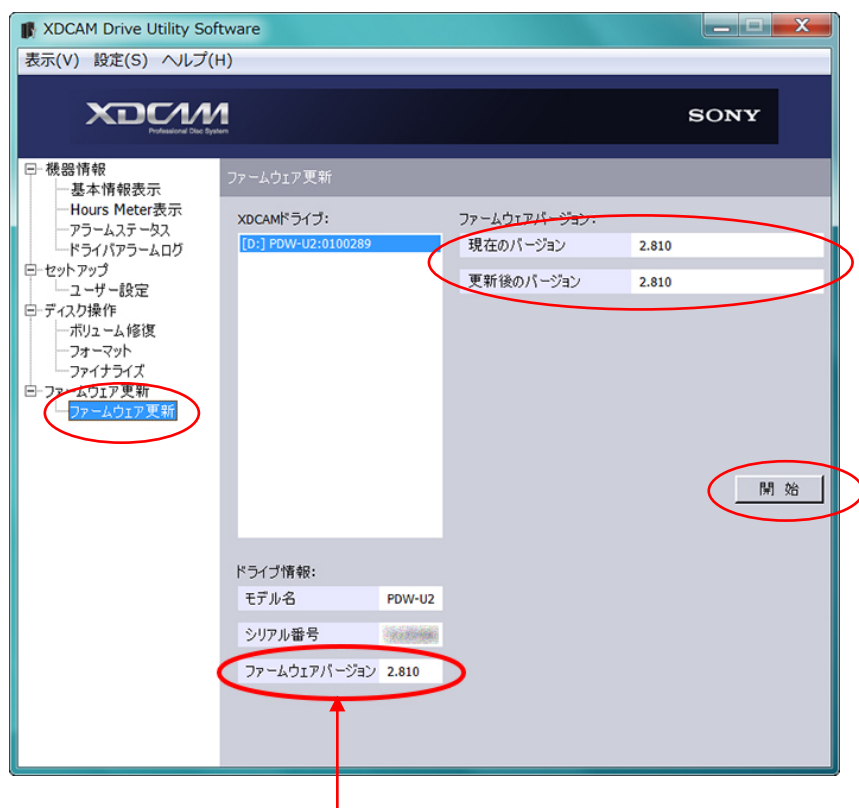 XDCAM Drive Utility Software
表示(V) 設定(S) ヘルプ(H)
XDCAM
Professional Disc System
SONY
機器情報
基本情報表示
Hours Meter表示
アラームステータス
ドライバアラームログ
セットアップ
ユーザー設定
ディスク操作
ボリューム修復
フォーマット
ファイナライズ
ファームウェア更新
ファームウェア更新
ファームウェア更新
XDCAMドライブ:
[D:] PDW-U2:0100289
ファームウェアバージョン:
現在のバージョン 2.810
更新後のバージョン 2.810
開 始
ドライブ情報:
モデル名 PDW-U2
シリアル番号
ファームウェアバージョン 2.810